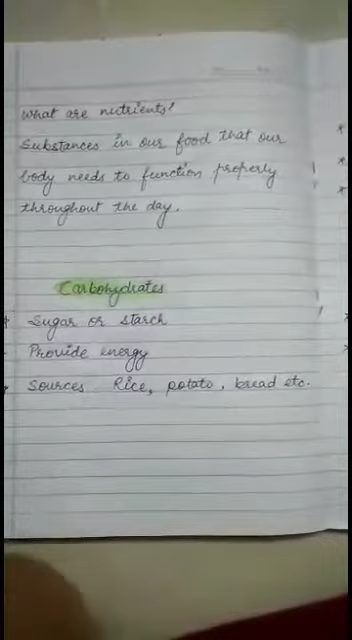 What are nutrients?
Substances in our food that our
body needs to function properly
throughout the day.
Carbohydrates
* Sugar or starch
* Provide energy
* Sources Rice, potato, bread etc.